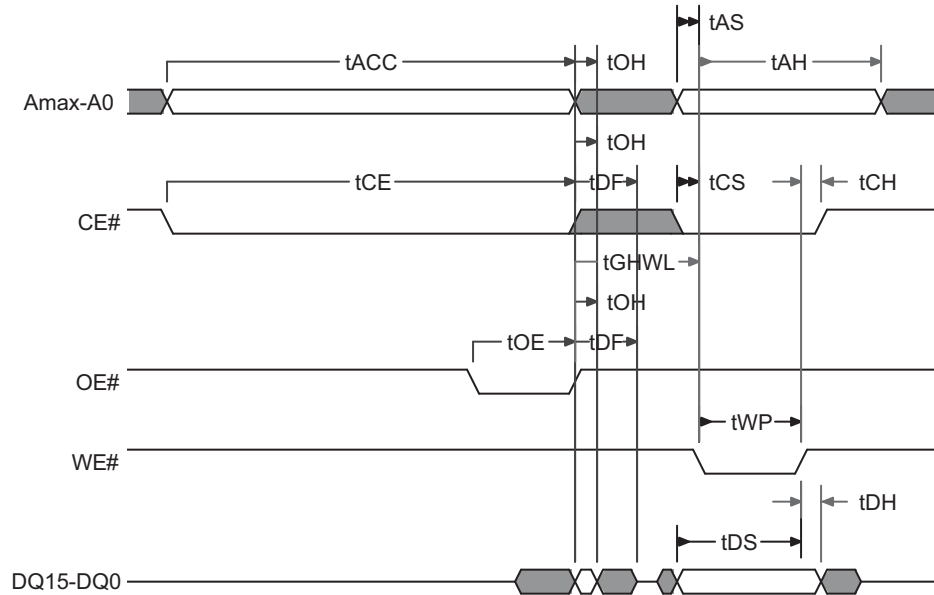 tAS
tACC
tOH
tAH
Amax-A0
tOH
tCE
tDF
tCS
tCH
CE#
tGHWL
tOH
tOE
tDF
OE#
tWP
WE#
tDH
tDS
DQ15-DQ0